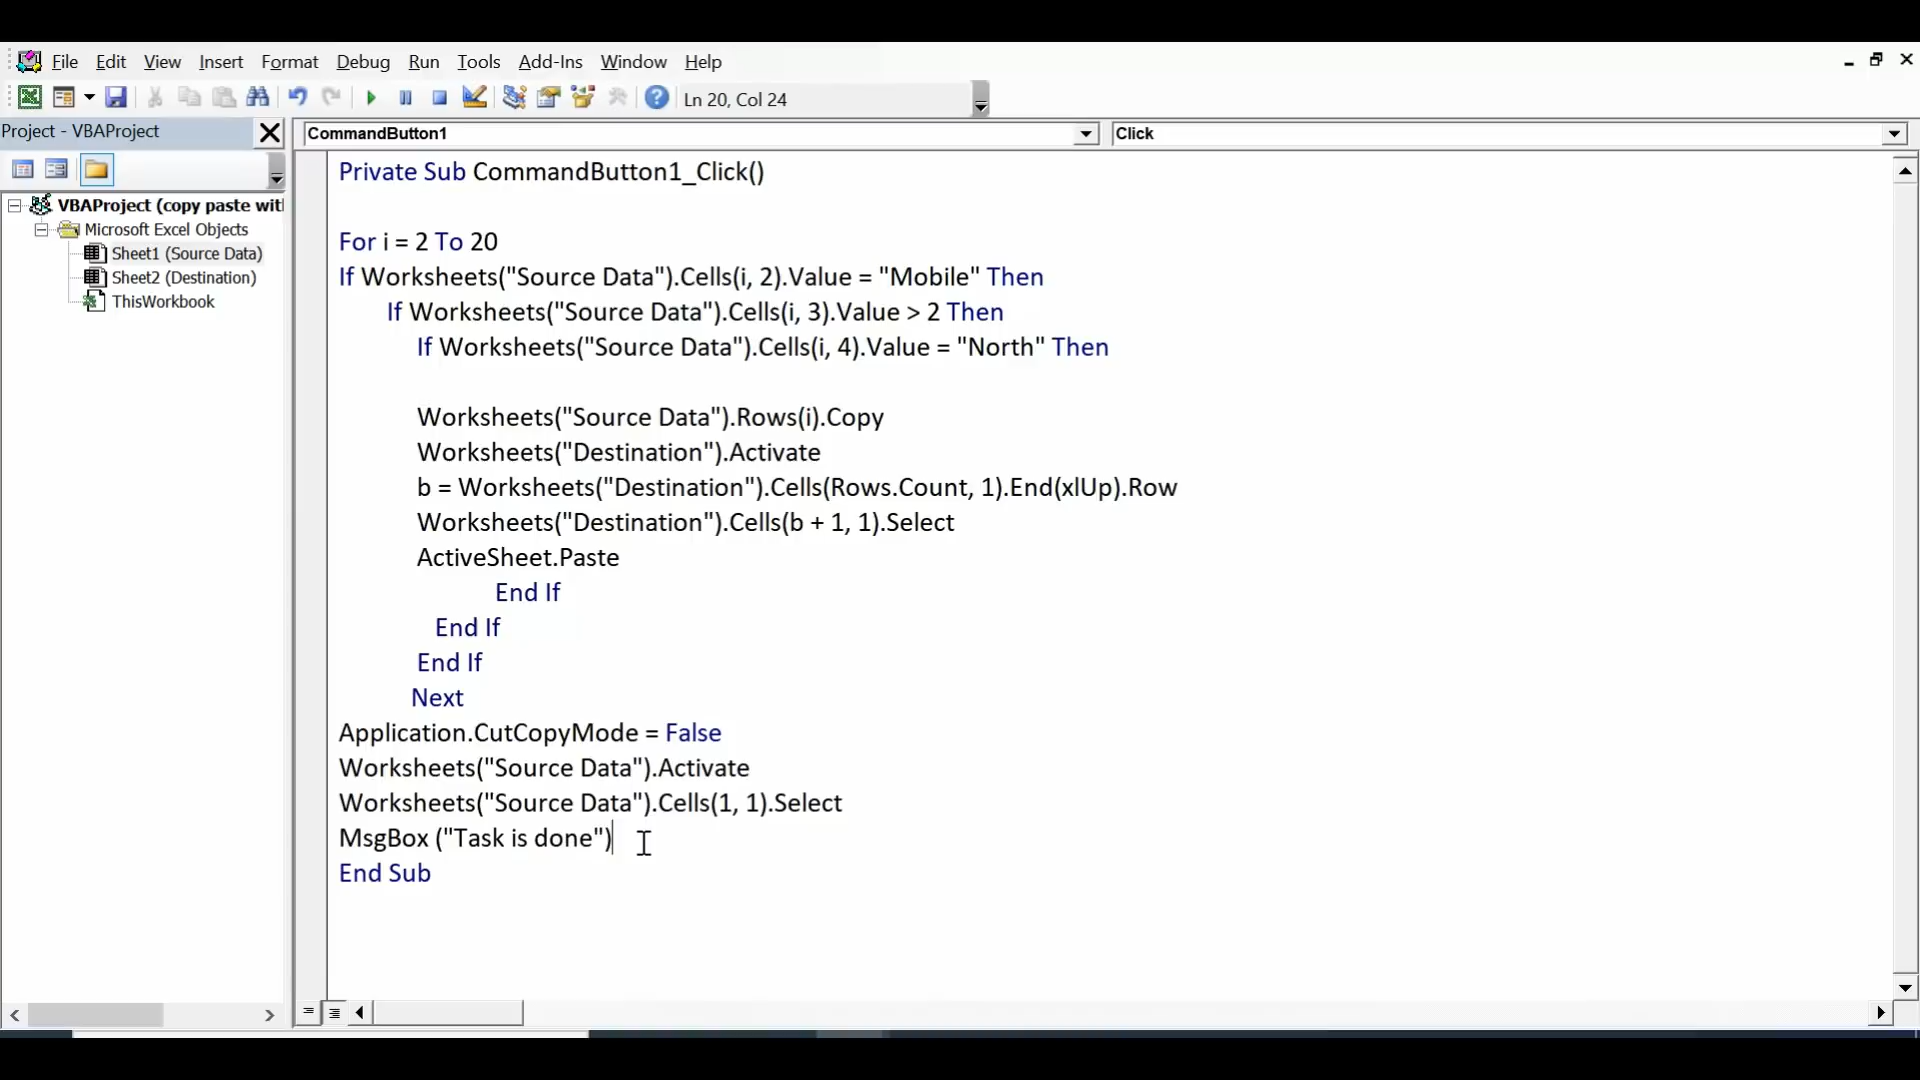 File Edit View Insert Format Debug Run Tools Add-Ins Window Help
Ln 20, Col 24
Project - VBAProject
CommandButton1
Click
VBAProject (copy paste wit
Microsoft Excel Objects
Sheet1 (Source Data)
Sheet2 (Destination)
ThisWorkbook
Private Sub CommandButton1_Click()
For i = 2 To 20
If Worksheets("Source Data").Cells(i, 2).Value = "Mobile" Then
If Worksheets("Source Data").Cells(i, 3).Value > 2 Then
If Worksheets("Source Data").Cells(i, 4).Value = "North" Then
Worksheets("Source Data").Rows(i).Copy
Worksheets("Destination").Activate
b = Worksheets("Destination").Cells(Rows.Count, 1).End(xlUp).Row
Worksheets("Destination").Cells(b + 1, 1).Select
ActiveSheet.Paste
End If
End If
End If
Next
Application.CutCopyMode = False
Worksheets("Source Data").Activate
Worksheets("Source Data").Cells(1, 1).Select
MsgBox ("Task is done")
End Sub